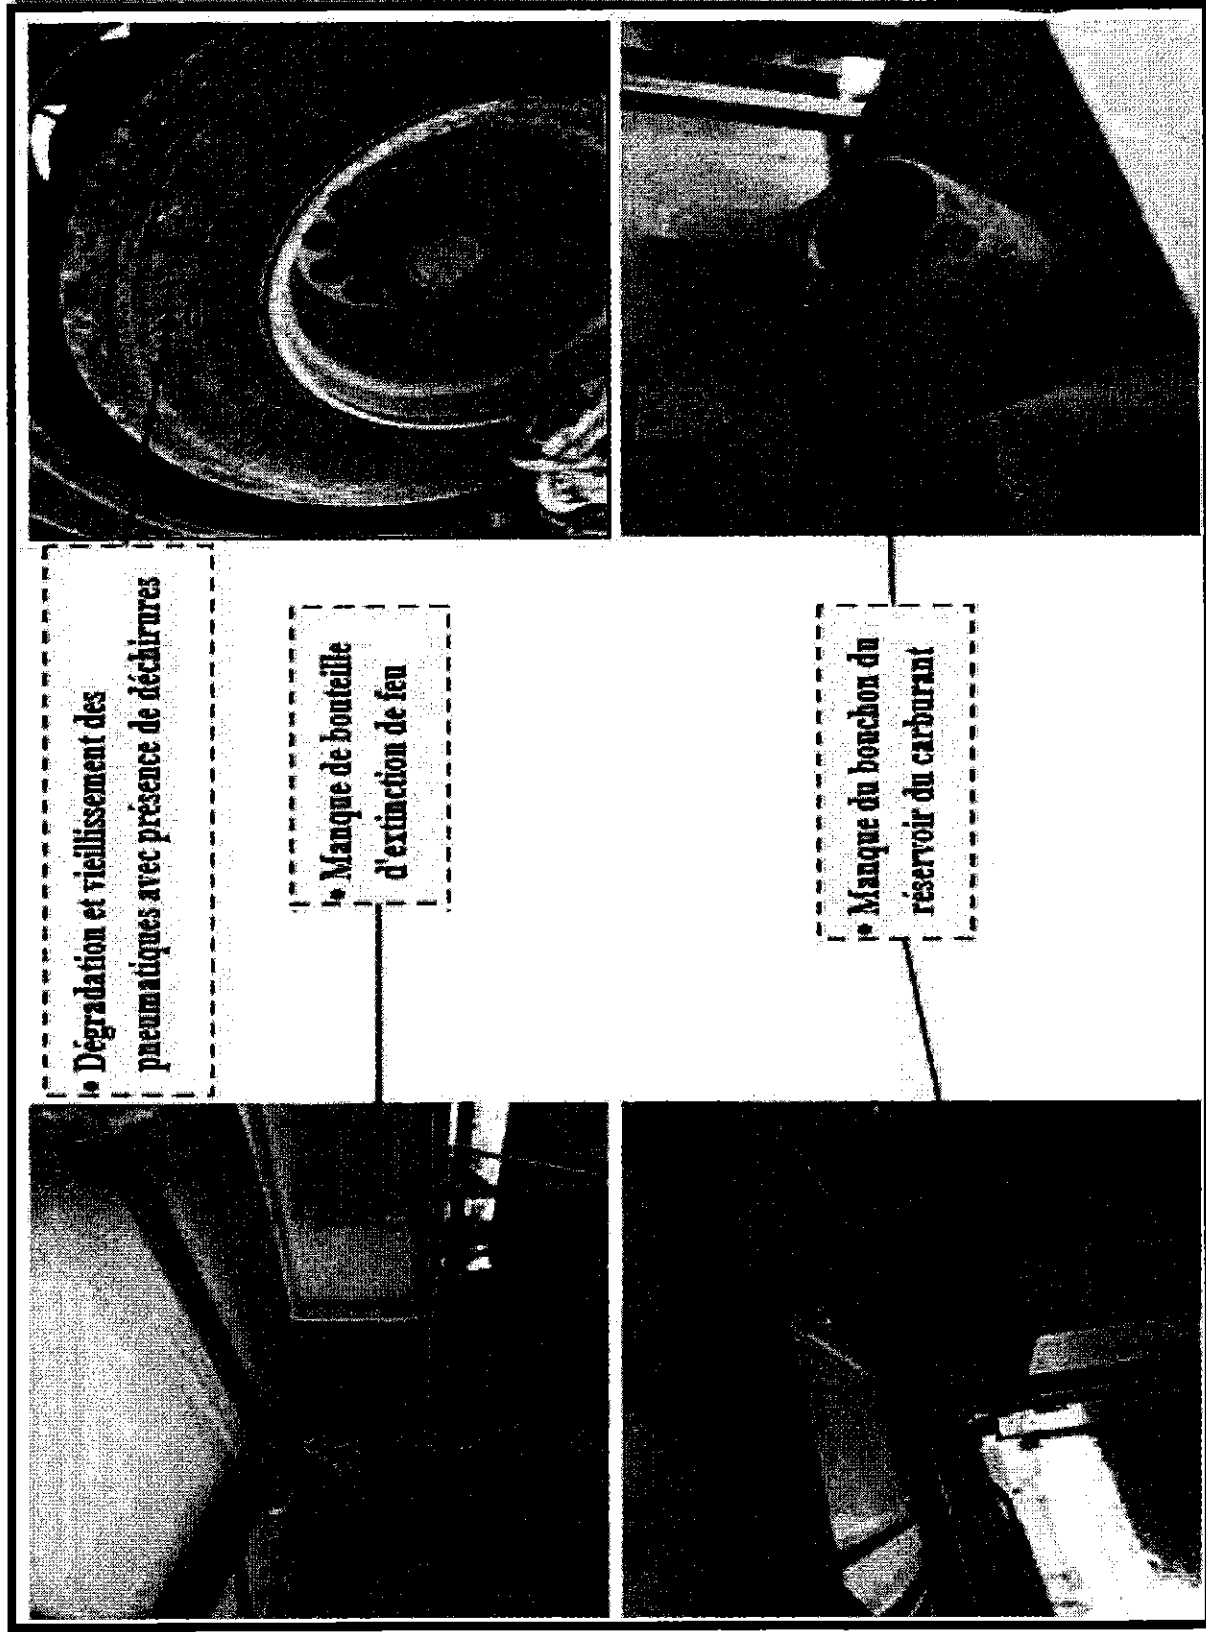 • Dégradation et vieillissement des
pneumatiques avec présence de déchirures
• Manque de bouteille
d'extinction de feu
• Manque du bouchon du
réservoir du carburant